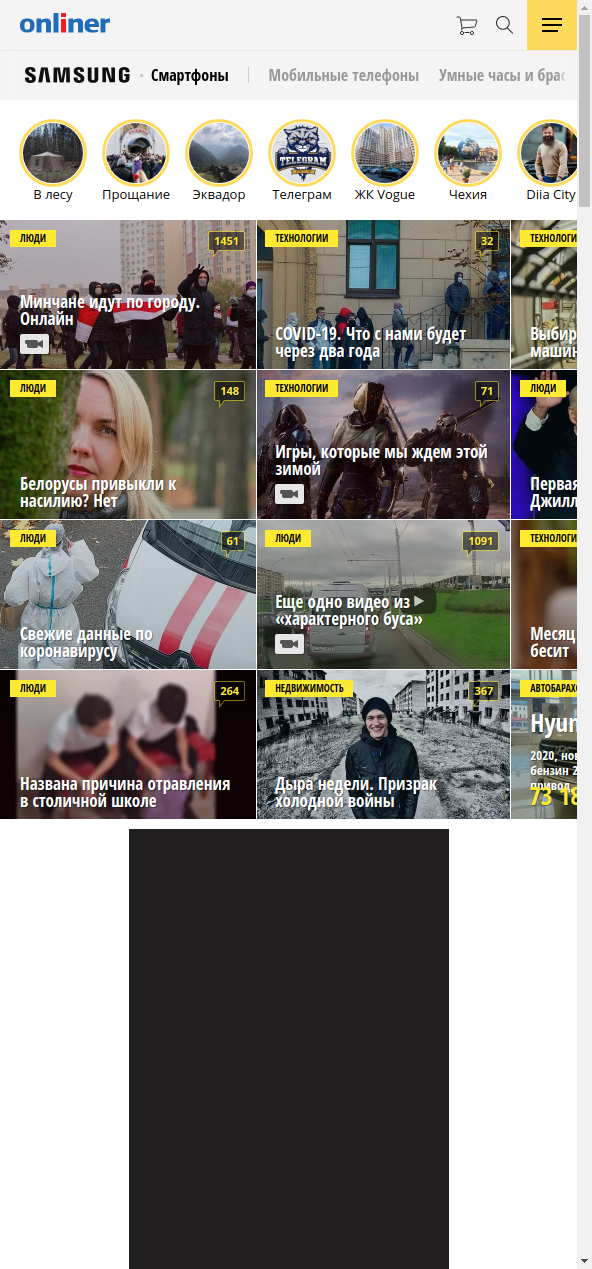 onliner
SAMSUNG
Смартфоны
Мобильные телефоны
Умные часы и брас
В лесу
Прощание
Эквадор
Телеграм
ЖК Vogue
Чехия
Diia City
TELEGRAM
ЛЮДИ
1451
Минчане идут по городу.
Онлайн
ТЕХНОЛОГИИ
32
COVID-19. Что с нами будет
через два года
ТЕХНОЛОГИ
Выбир
машин
ЛЮДИ
148
Белорусы привыкли к
насилию? Нет
ТЕХНОЛОГИИ
71
Игры, которые мы ждем этой
зимой
ЛЮДИ
Первая
Джилл
ЛЮДИ
61
Свежие данные по
коронавирусу
ЛЮДИ
1091
Еще одно видео из
«характерного буса»
ТЕХНОЛОГИ
Месяц
бесит
ЛЮДИ
264
Названа причина отравления
в столичной школе
НЕДВИЖИМОСТЬ
367
Дыра недели. Призрак
холодной войны
АВТОБАРАХО
Hyun
2020, нов
бензин 2
привод
73 18